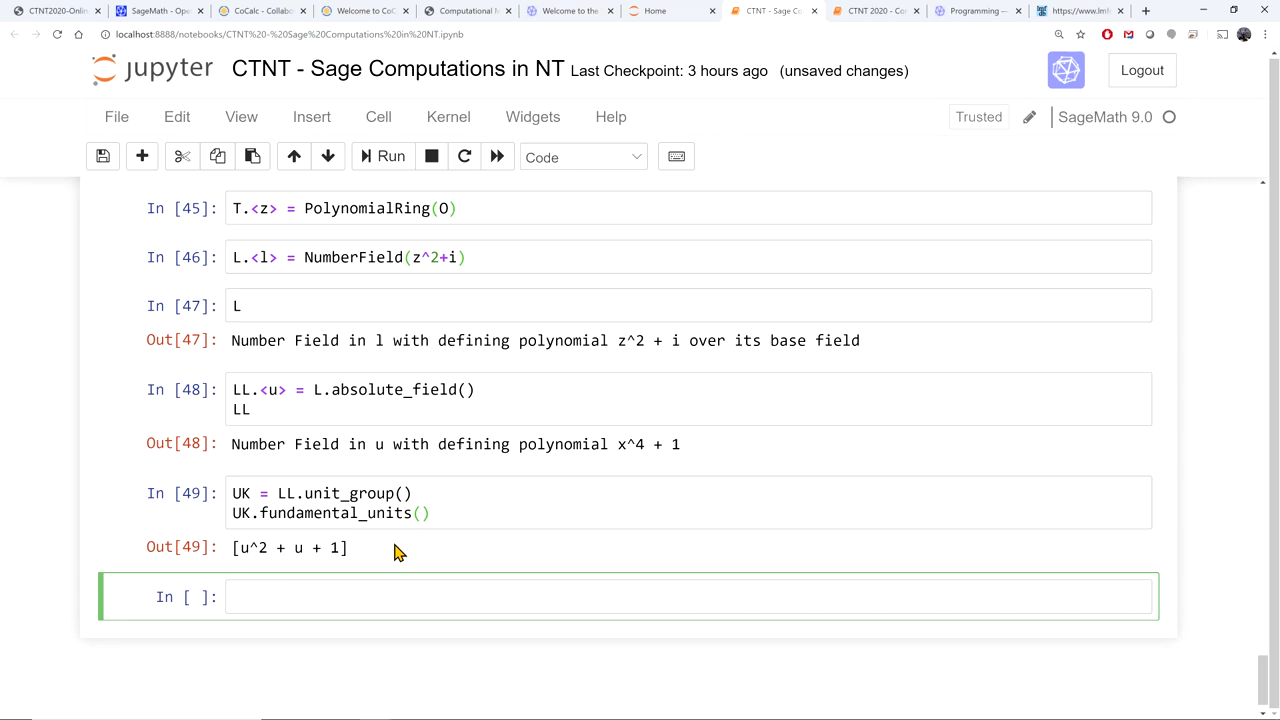 CTNT2020-Onlin
SageMath - Ope
CoCalc - Collabo
Welcome to CoC
Computational N
Welcome to the
Home
CTNT - Sage Co
CTNT 2020 - Co
Programming —
https://www.lmf
localhost:8888/notebooks/CTNT%20-%20Sage%20Computations%20in%20NT.ipynb
jupyter CTNT - Sage Computations in NT Last Checkpoint: 3 hours ago (unsaved changes)
Logout
File Edit View Insert Cell Kernel Widgets Help
Trusted SageMath 9.0
Run Code
In [45]: T.<z> = PolynomialRing(O)
In [46]: L.<l> = NumberField(z^2+i)
In [47]: L
Out[47]: Number Field in l with defining polynomial z^2 + i over its base field
In [48]: LL.<u> = L.absolute_field()
LL
Out[48]: Number Field in u with defining polynomial x^4 + 1
In [49]: UK = LL.unit_group()
UK.fundamental_units()
Out[49]: [u^2 + u + 1]
In [ ]: